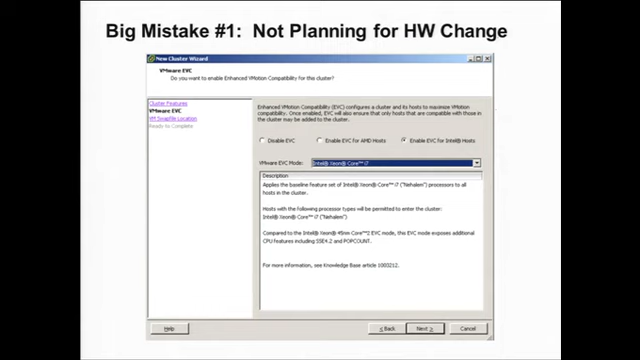 Big Mistake #1: Not Planning for HW Change
New Cluster Wizard
VMware EVC
Do you want to enable Enhanced VMotion Compatibility for this cluster?
Cluster Features
VMware EVC
VM Swapfile Location
Ready to Complete
Enhanced VMotion Compatibility (EVC) configures a cluster and its hosts to maximize VMotion
compatibility. Once enabled, EVC will also ensure that only hosts that are compatible with those in
the cluster may be added to the cluster.
Disable EVC
Enable EVC for AMD Hosts
Enable EVC for Intel® Hosts
VMware EVC Mode:
Intel® Xeon® Core™ i7
Description
Applies the baseline feature set of Intel® Xeon® Core™ i7 ("Nehalem") processors to all
hosts in the cluster.
Hosts with the following processor types will be permitted to enter the cluster:
Intel® Xeon® Core™ i7 ("Nehalem")
Compared to the Intel® Xeon® 45nm Core™2 EVC mode, this EVC mode exposes additional
CPU features including SSE4.2 and POPCOUNT.
For more information, see Knowledge Base article 1003212.
Help
< Back
Next >
Cancel